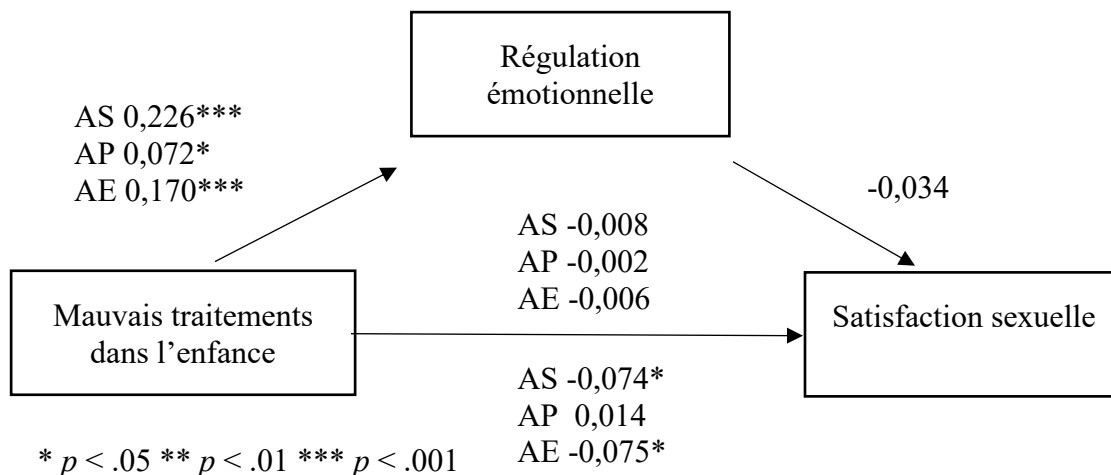 Régulation
émotionnelle
AS 0,226***
AP 0,072*
AE 0,170***
-0,034
AS -0,008
AP -0,002
AE -0,006
Mauvais traitements
dans l’enfance
Satisfaction sexuelle
AS -0,074*
AP 0,014
AE -0,075*
* p < .05 ** p < .01 *** p < .001